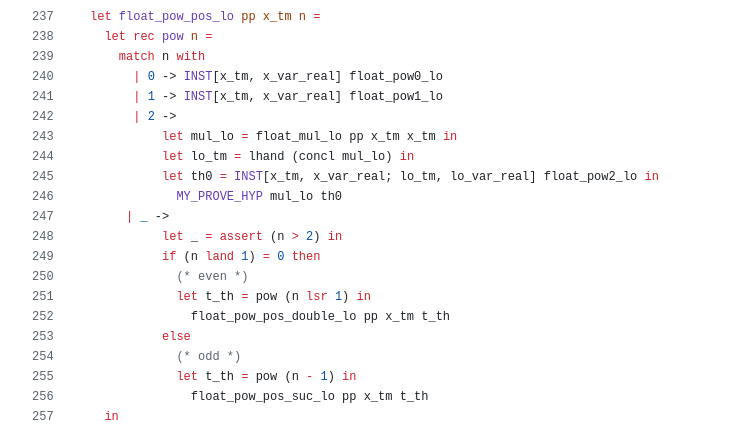 237 let float_pow_pos_lo pp x_tm n =
238 let rec pow n =
239 match n with
240 | 0 -> INST[x_tm, x_var_real] float_pow0_lo
241 | 1 -> INST[x_tm, x_var_real] float_pow1_lo
242 | 2 ->
243 let mul_lo = float_mul_lo pp x_tm x_tm in
244 let lo_tm = lhand (concl mul_lo) in
245 let th0 = INST[x_tm, x_var_real; lo_tm, lo_var_real] float_pow2_lo in
246 MY_PROVE_HYP mul_lo th0
247 | _ ->
248 let _ = assert (n > 2) in
249 if (n land 1) = 0 then
250 (* even *)
251 let t_th = pow (n lsr 1) in
252 float_pow_pos_double_lo pp x_tm t_th
253 else
254 (* odd *)
255 let t_th = pow (n - 1) in
256 float_pow_pos_suc_lo pp x_tm t_th
257 in